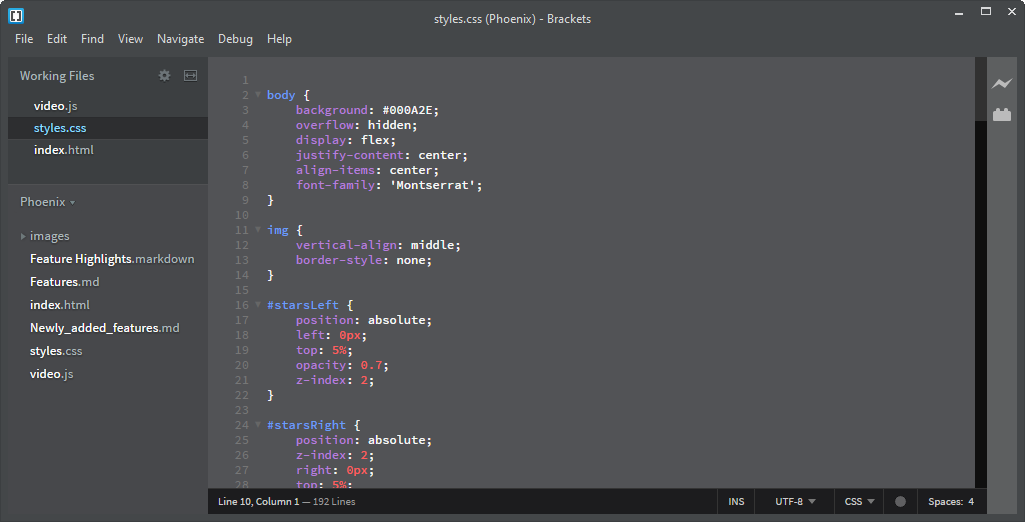 styles.css (Phoenix) - Brackets
File Edit Find View Navigate Debug Help
Working Files
video.js
styles.css
index.html
Phoenix
images
Feature Highlights.markdown
Features.md
index.html
Newly_added_features.md
styles.css
video.js
1
2 body {
3     background: #000A2E;
4     overflow: hidden;
5     display: flex;
6     justify-content: center;
7     align-items: center;
8     font-family: 'Montserrat';
9 }
10
11 img {
12     vertical-align: middle;
13     border-style: none;
14 }
15
16 #starsLeft {
17     position: absolute;
18     left: 0px;
19     top: 5%;
20     opacity: 0.7;
21     z-index: 2;
22 }
23
24 #starsRight {
25     position: absolute;
26     z-index: 2;
27     right: 0px;
28     top: 5%;
Line 10, Column 1 — 192 Lines INS UTF-8 CSS Spaces: 4